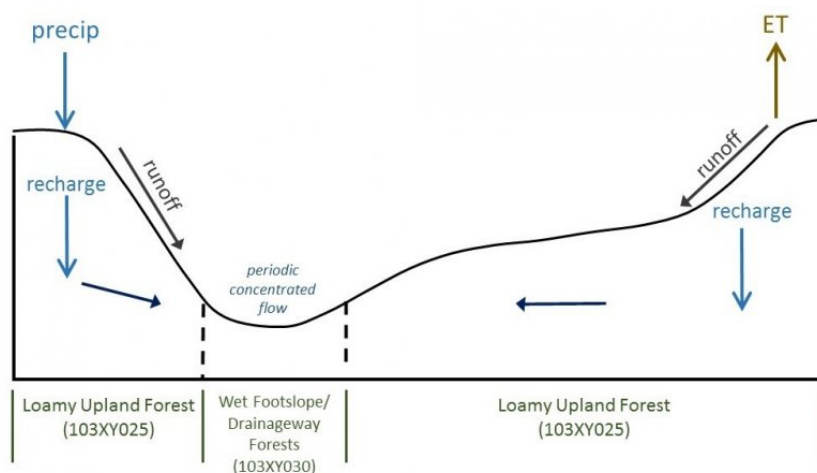 precip
ET
runoff
runoff
recharge
recharge
periodic
concentrated
flow
Loamy Upland Forest
(103XY025)
Wet Footslope/
Drainageway
Forests
(103XY030)
Loamy Upland Forest
(103XY025)